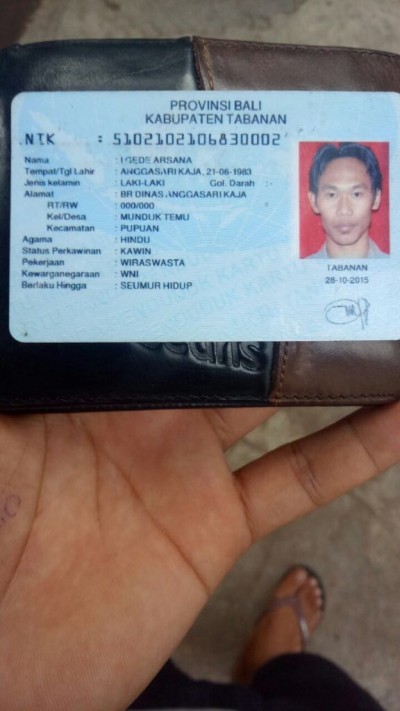 PROVINSI BALI
KABUPATEN TABANAN
NIK : 5102102106830002
Nama : I GEDE ARSANA
Tempat/Tgl Lahir : ANGGASARI KAJA, 21-06-1983
Jenis kelamin : LAKI-LAKI Gol. Darah : -
Alamat : BR DINAS ANGGASARI KAJA
RT/RW : 000/000
Kel/Desa : MUNDUK TEMU
Kecamatan : PUPUAN
Agama : HINDU
Status Perkawinan : KAWIN
Pekerjaan : WIRASWASTA
Kewarganegaraan : WNI
Berlaku Hingga : SEUMUR HIDUP
TABANAN
28-10-2015